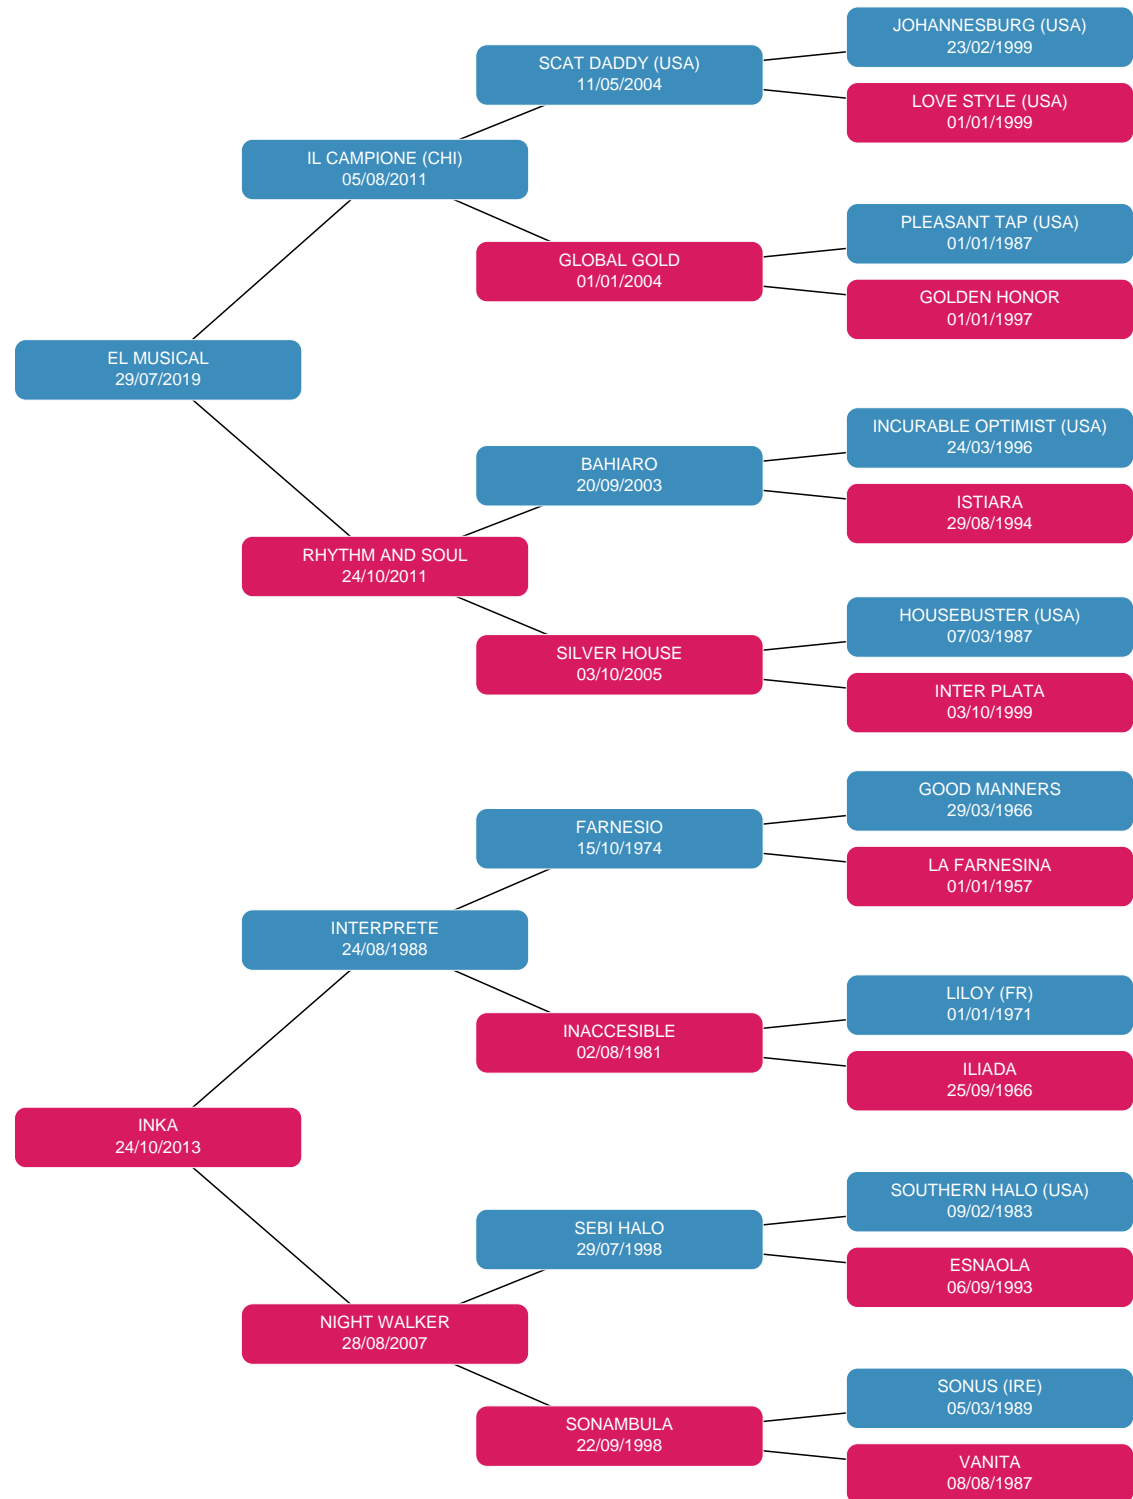 JOHANNESBURG (USA)
23/02/1999
SCAT DADDY (USA)
11/05/2004
LOVE STYLE (USA)
01/01/1999
IL CAMPIONE (CHI)
05/08/2011
PLEASANT TAP (USA)
01/01/1987
GLOBAL GOLD
01/01/2004
GOLDEN HONOR
01/01/1997
EL MUSICAL
29/07/2019
INCURABLE OPTIMIST (USA)
24/03/1996
BAHIARO
20/09/2003
ISTIARA
29/08/1994
RHYTHM AND SOUL
24/10/2011
HOUSEBUSTER (USA)
07/03/1987
SILVER HOUSE
03/10/2005
INTER PLATA
03/10/1999
GOOD MANNERS
29/03/1966
FARNESIO
15/10/1974
LA FARNESINA
01/01/1957
INTERPRETE
24/08/1988
LILOY (FR)
01/01/1971
INACCESIBLE
02/08/1981
ILIADA
25/09/1966
INKA
24/10/2013
SOUTHERN HALO (USA)
09/02/1983
SEBI HALO
29/07/1998
ESNAOLA
06/09/1993
NIGHT WALKER
28/08/2007
SONUS (IRE)
05/03/1989
SONAMBULA
22/09/1998
VANITA
08/08/1987